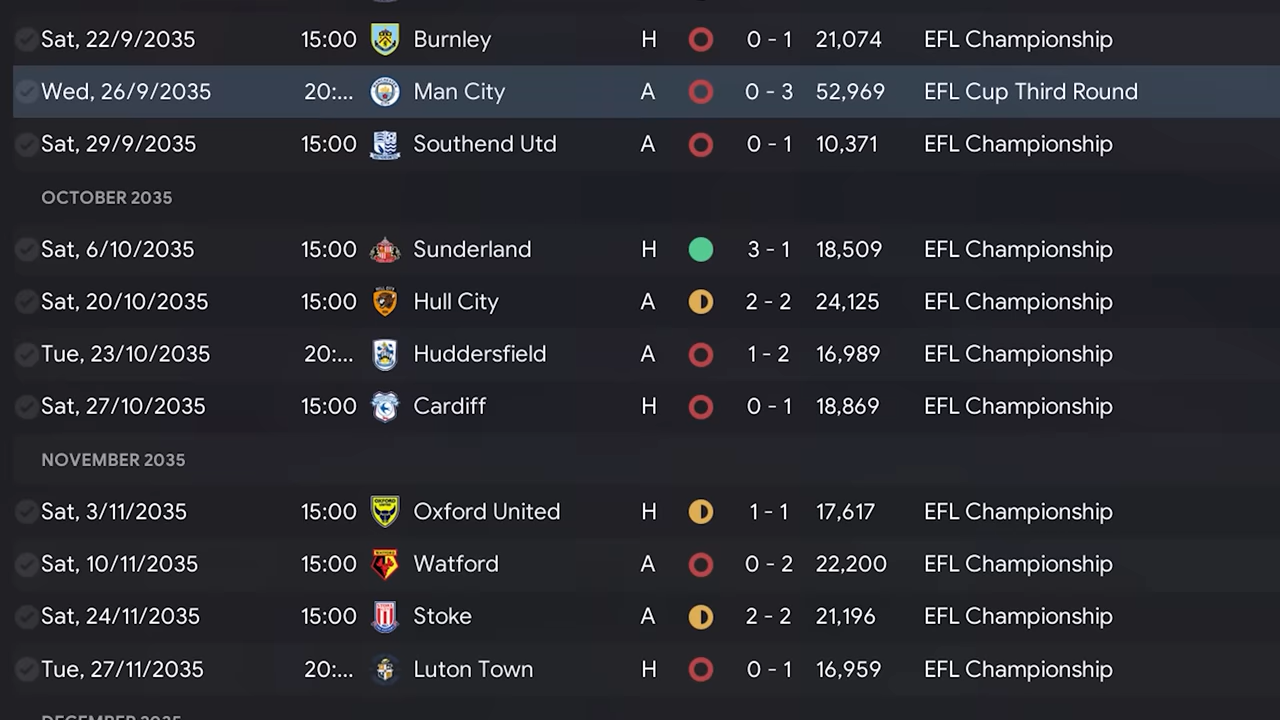 Sat, 22/9/2035 15:00 Burnley H 0 - 1 21,074 EFL Championship
Wed, 26/9/2035 20:... Man City A 0 - 3 52,969 EFL Cup Third Round
Sat, 29/9/2035 15:00 Southend Utd A 0 - 1 10,371 EFL Championship
OCTOBER 2035
Sat, 6/10/2035 15:00 Sunderland H 3 - 1 18,509 EFL Championship
Sat, 20/10/2035 15:00 Hull City A 2 - 2 24,125 EFL Championship
Tue, 23/10/2035 20:... Huddersfield A 1 - 2 16,989 EFL Championship
Sat, 27/10/2035 15:00 Cardiff H 0 - 1 18,869 EFL Championship
NOVEMBER 2035
Sat, 3/11/2035 15:00 Oxford United H 1 - 1 17,617 EFL Championship
Sat, 10/11/2035 15:00 Watford A 0 - 2 22,200 EFL Championship
Sat, 24/11/2035 15:00 Stoke A 2 - 2 21,196 EFL Championship
Tue, 27/11/2035 20:... Luton Town H 0 - 1 16,959 EFL Championship
DECEMBER 2035